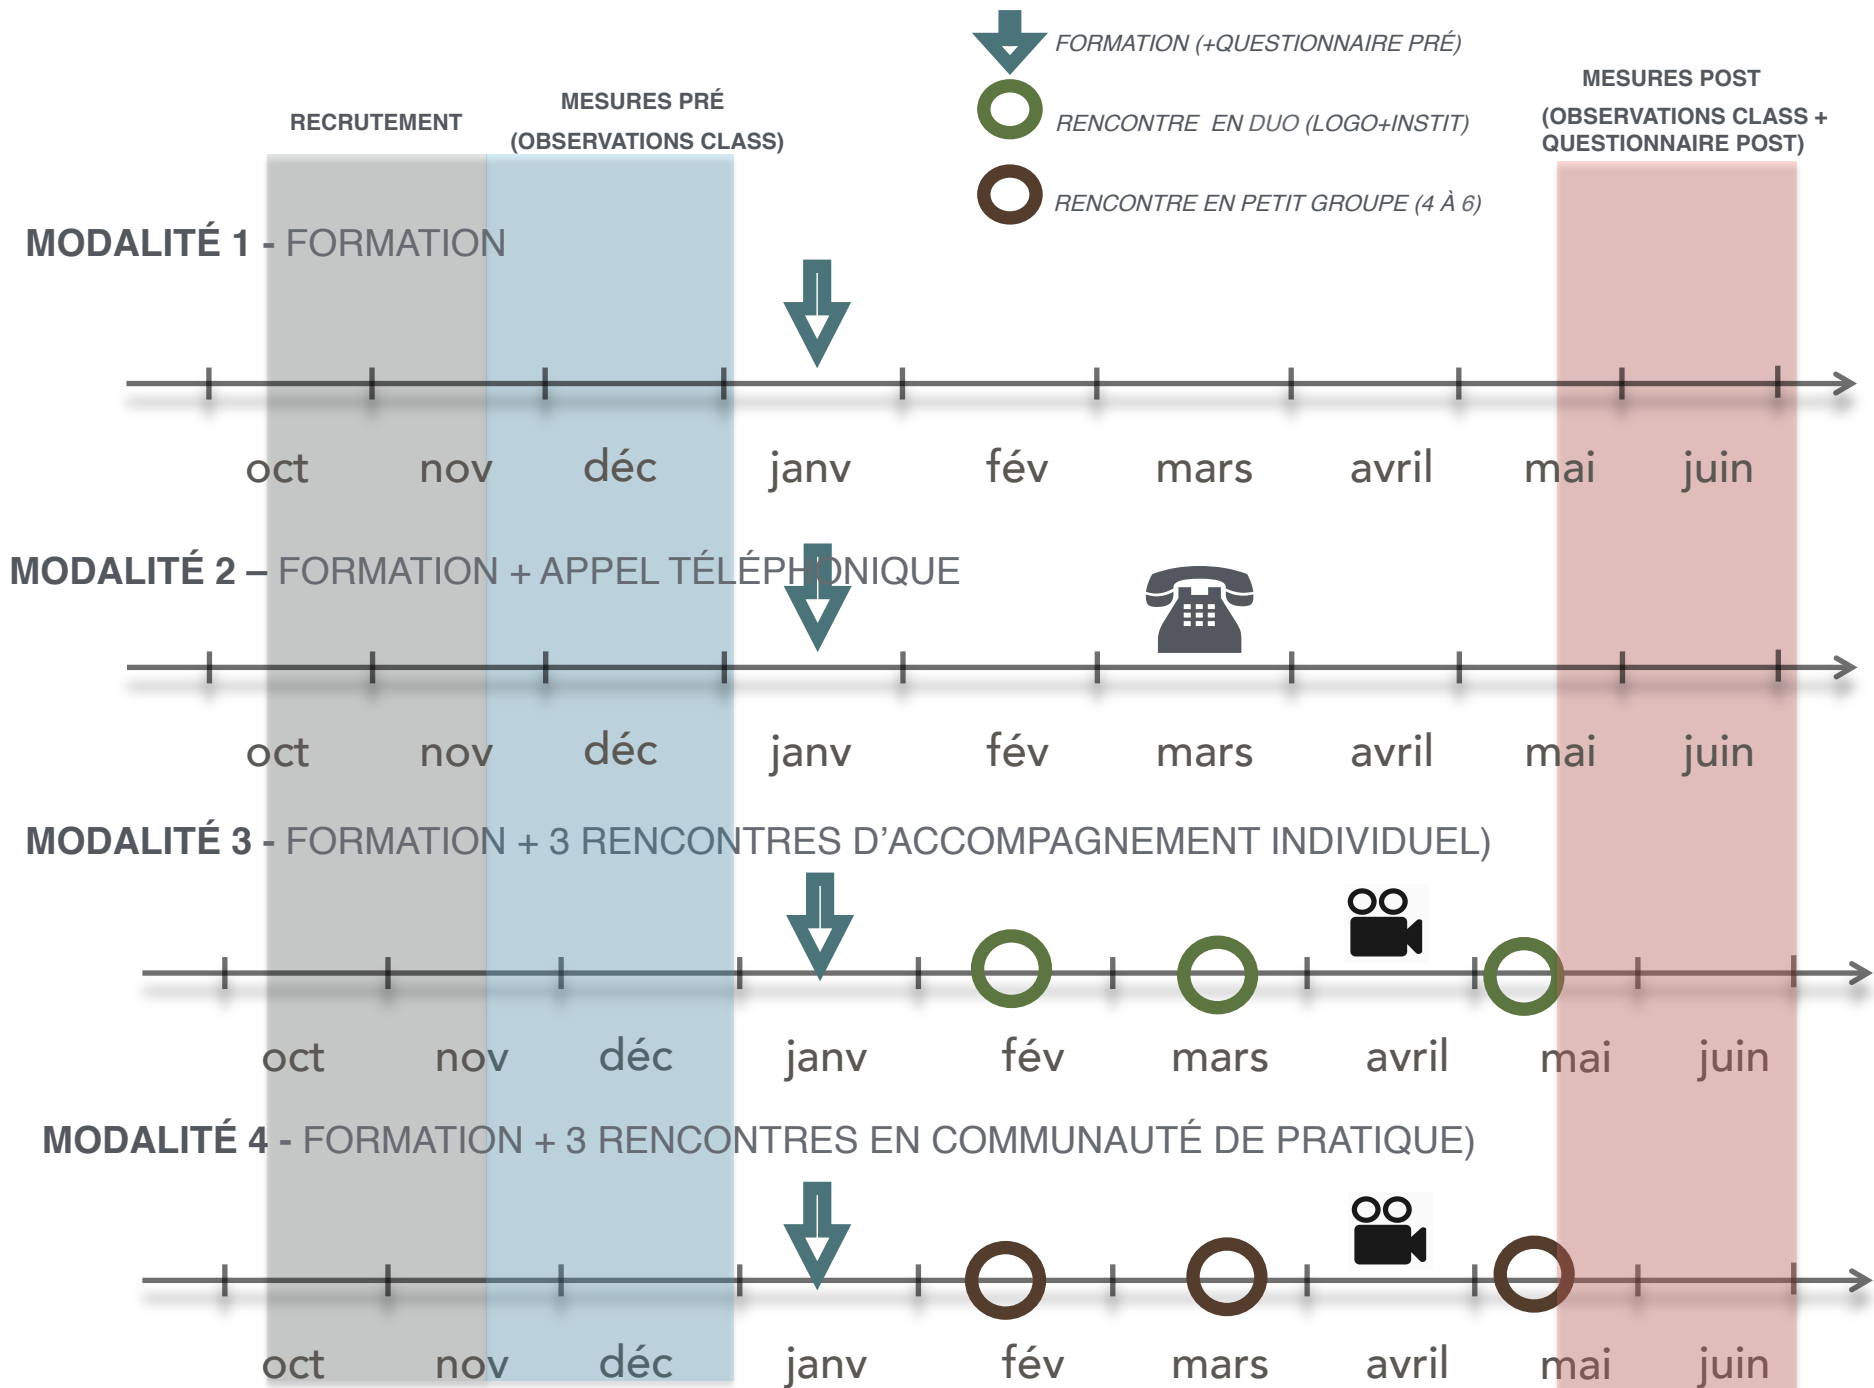 FORMATION (+QUESTIONNAIRE PRÉ)
RECRUTEMENT
MESURES PRÉ
(OBSERVATIONS CLASS)
RENCONTRE EN DUO (LOGO+INSTIT)
RENCONTRE EN PETIT GROUPE (4 À 6)
MESURES POST
(OBSERVATIONS CLASS +
QUESTIONNAIRE POST)
MODALITÉ 1 - FORMATION
oct nov déc janv fév mars avril mai juin
MODALITÉ 2 – FORMATION + APPEL TÉLÉPHONIQUE
oct nov déc janv fév mars avril mai juin
MODALITÉ 3 - FORMATION + 3 RENCONTRES D'ACCOMPAGNEMENT INDIVIDUEL)
oct nov déc janv fév mars avril mai juin
MODALITÉ 4 - FORMATION + 3 RENCONTRES EN COMMUNAUTÉ DE PRATIQUE)
oct nov déc janv fév mars avril mai juin